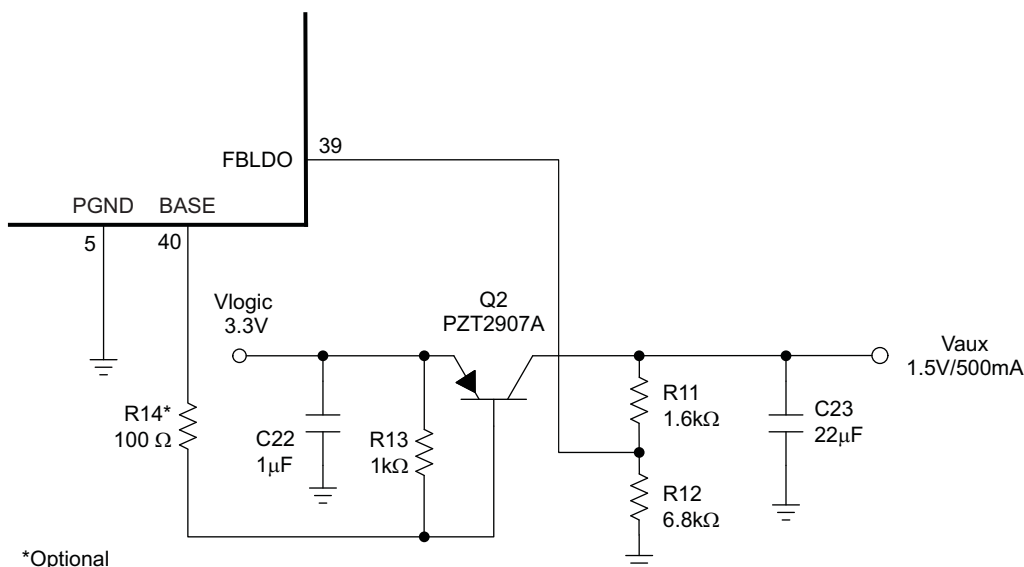 FBLDO
39
PGND
BASE
5
40
Vlogic
3.3V
Q2
PZT2907A
Vaux
1.5V/500mA
R14*
100 Ω
C22
1µF
R13
1kΩ
R11
1.6kΩ
C23
22µF
R12
6.8kΩ
*Optional